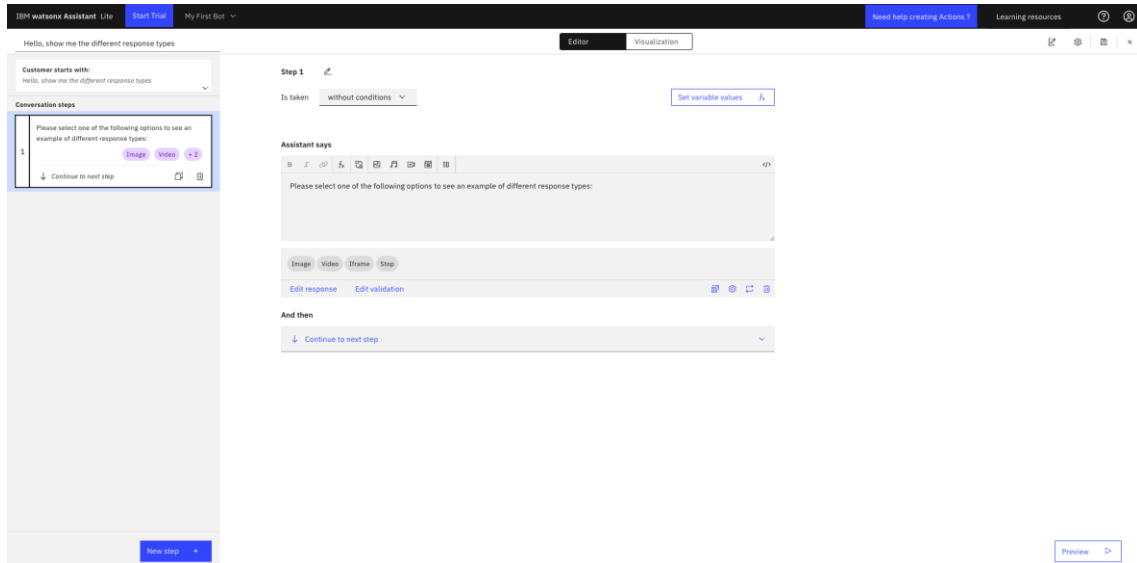 IBM watsonx Assistant Lite Start Trial My First Bot Need help creating Actions ? Learning resources
Hello, show me the different response types Editor Visualization
Customer starts with:
Hello, show me the different response types
Conversation steps
1
Please select one of the following options to see an
example of different response types:
Image Video + 2
Continue to next step
New step +
Step 1
Is taken without conditions Set variable values fx
Assistant says
B I fx </>
Please select one of the following options to see an example of different response types:
Image Video Iframe Stop
Edit response Edit validation
And then
Continue to next step
Preview